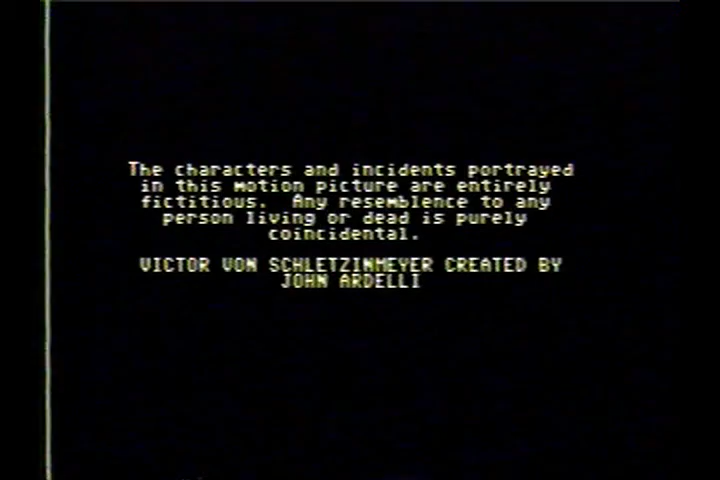 The characters and incidents portrayed
in this motion picture are entirely
fictitious.  Any resemblence to any
person living or dead is purely
coincidental.
VICTOR VON SCHLETZINMEYER CREATED BY
JOHN ARDELLI